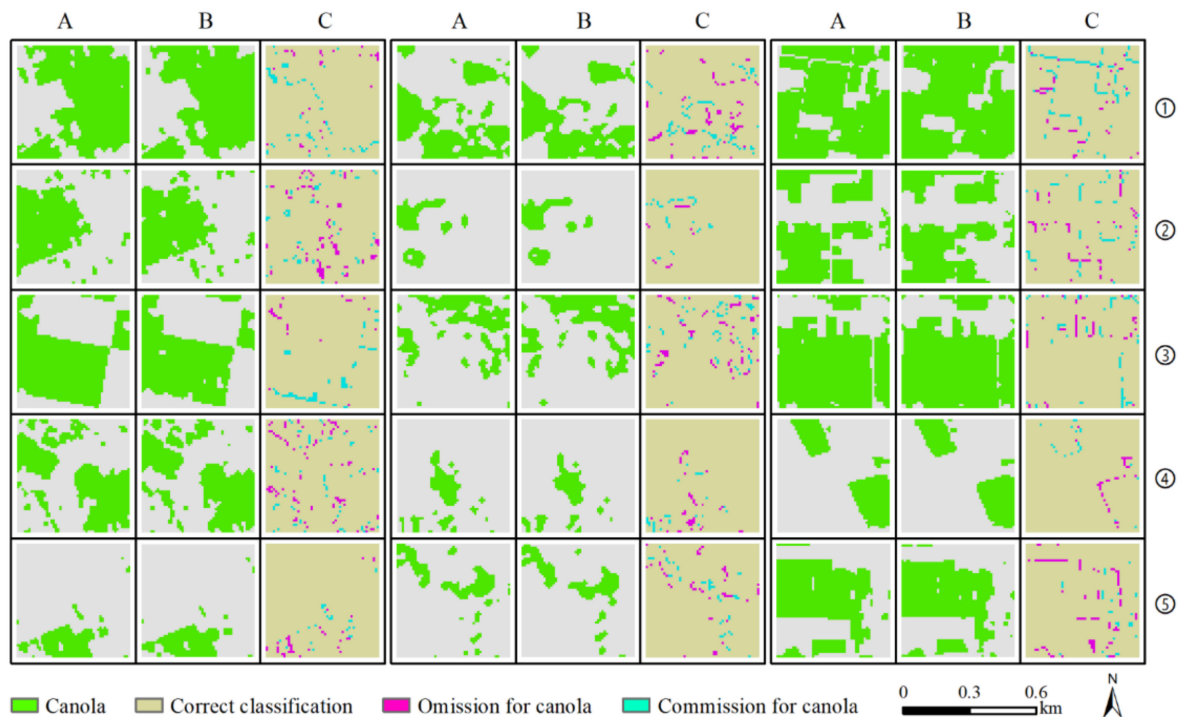 A B C A B C A B C
①
②
③
④
⑤
Canola Correct classification Omission for canola Commission for canola 0 0.3 0.6 km N